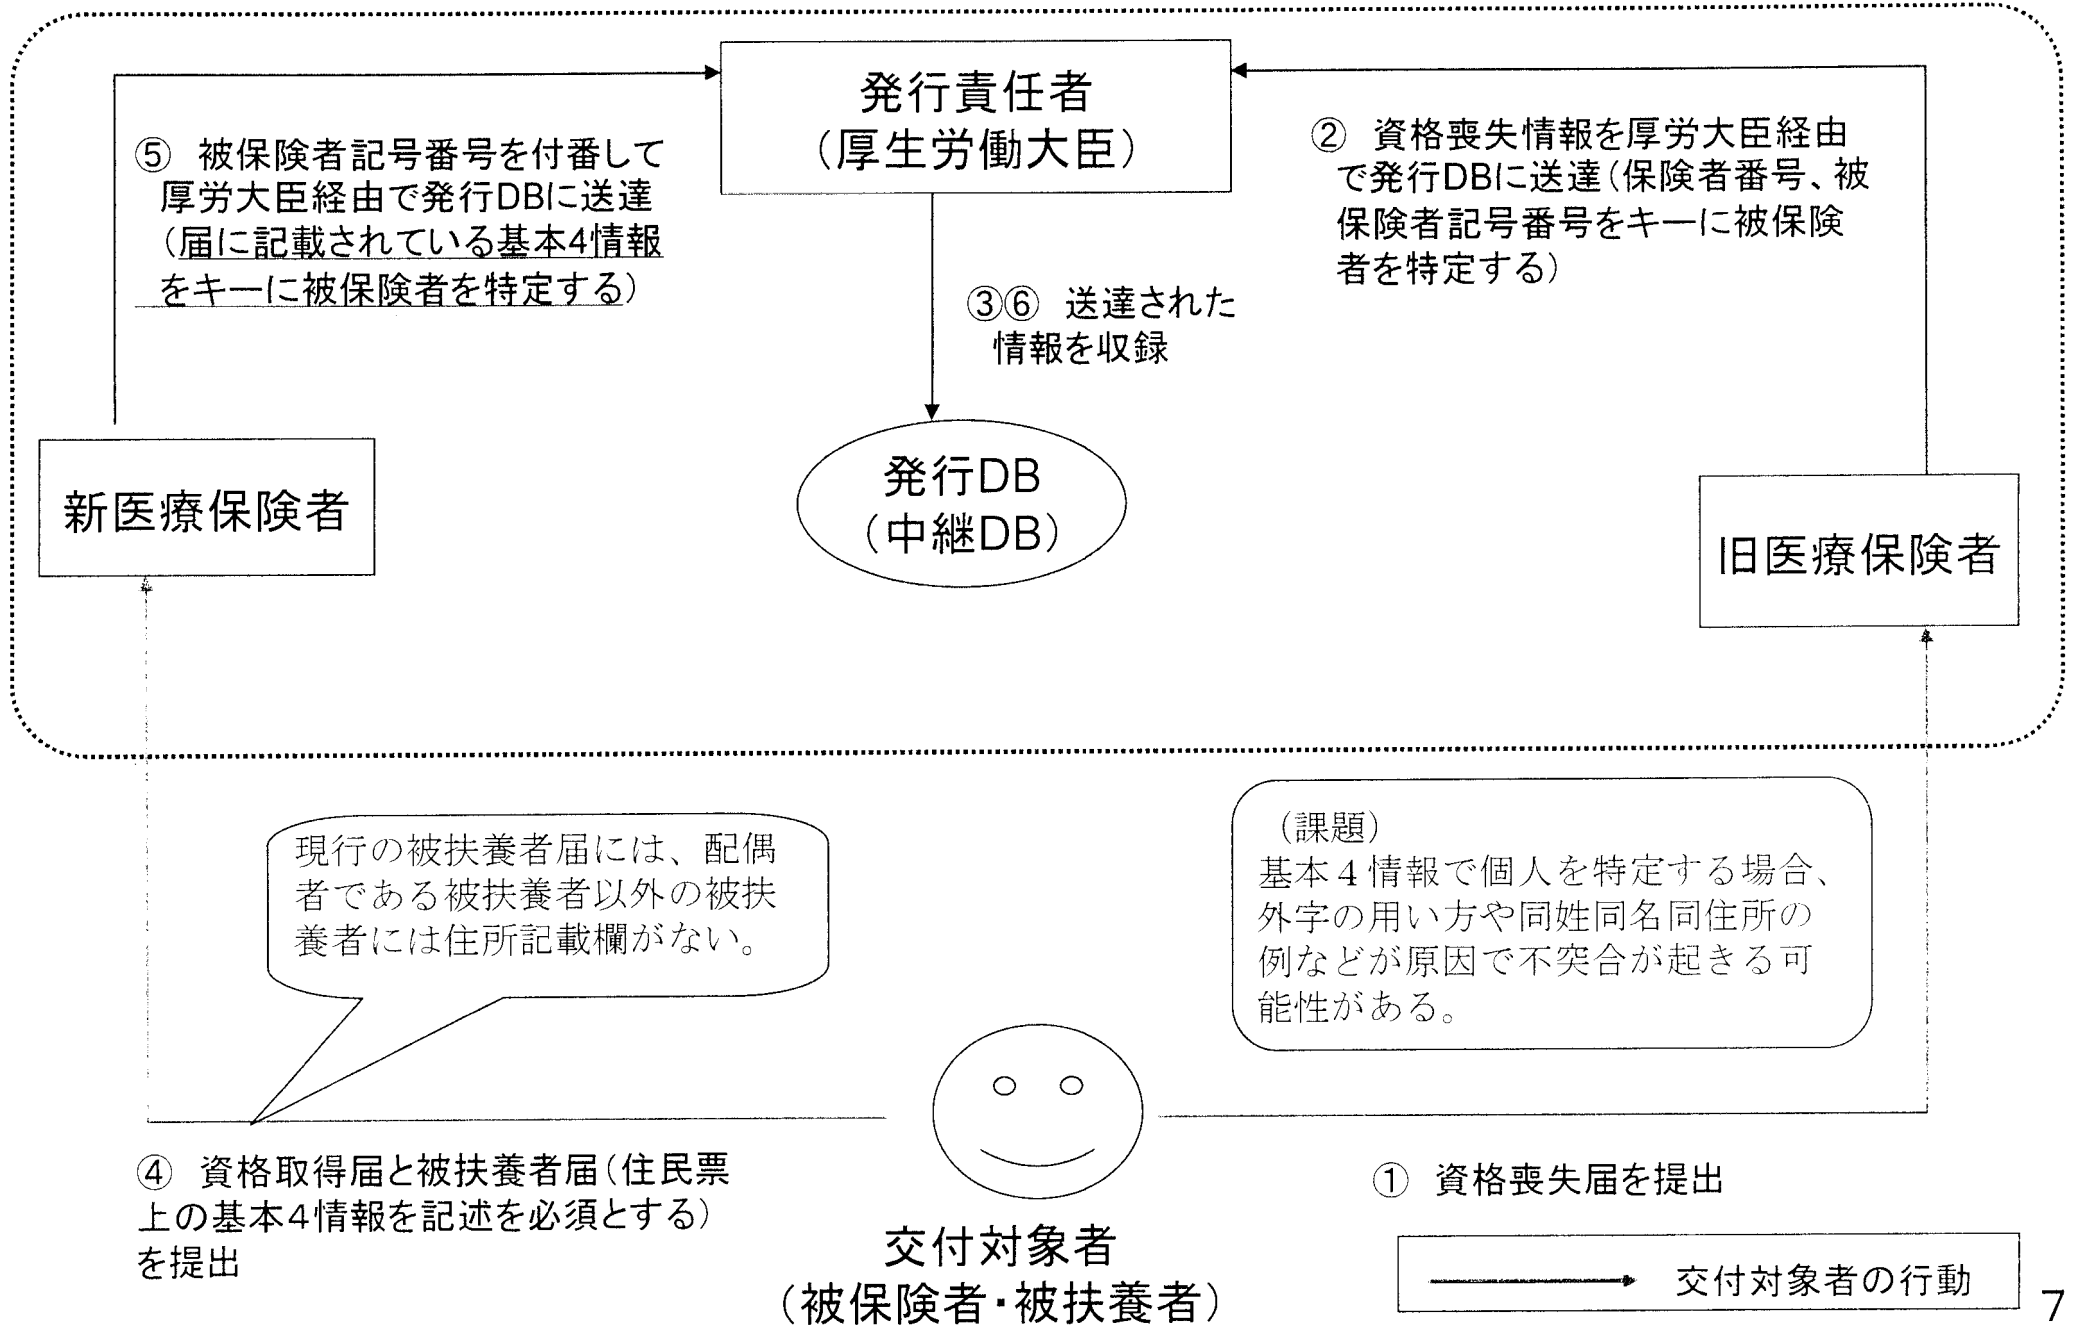 発行責任者
（厚生労働大臣）
⑤ 被保険者記号番号を付番して
厚労大臣経由で発行DBに送達
（届に記載されている基本4情報
をキーに被保険者を特定する）
② 資格喪失情報を厚労大臣経由
で発行DBに送達（保険者番号、被
保険者記号番号をキーに被保険
者を特定する）
③⑥ 送達された
情報を収録
新医療保険者
発行DB
（中継DB）
旧医療保険者
現行の被扶養者届には、配偶
者である被扶養者以外の被扶
養者には住所記載欄がない。
（課題）
基本４情報で個人を特定する場合、
外字の用い方や同姓同名同住所の
例などが原因で不突合が起きる可
能性がある。
④ 資格取得届と被扶養者届（住民票
上の基本4情報を記述を必須とする）
を提出
① 資格喪失届を提出
交付対象者
（被保険者・被扶養者）
交付対象者の行動
7